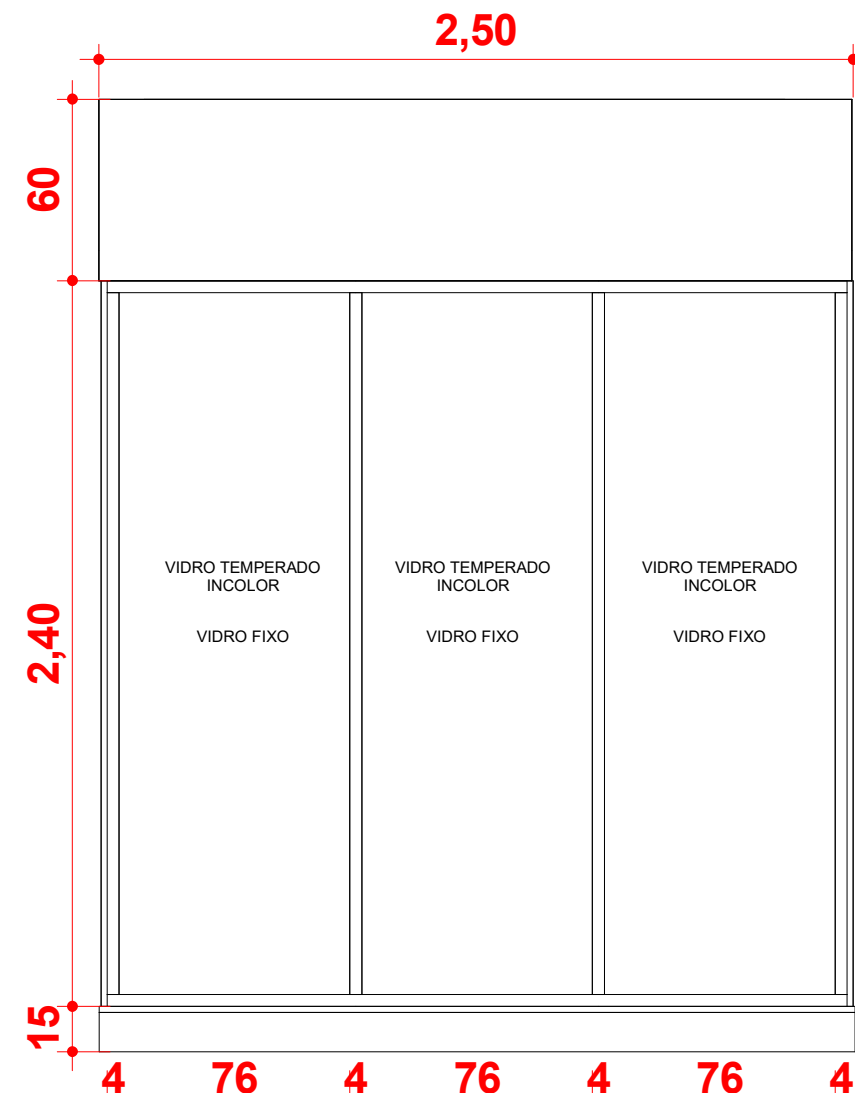 2,50
60
VIDRO TEMPERADO
INCOLOR
VIDRO FIXO
VIDRO TEMPERADO
INCOLOR
VIDRO FIXO
VIDRO TEMPERADO
INCOLOR
VIDRO FIXO
2,40
15
4 76 4 76 4 76 4